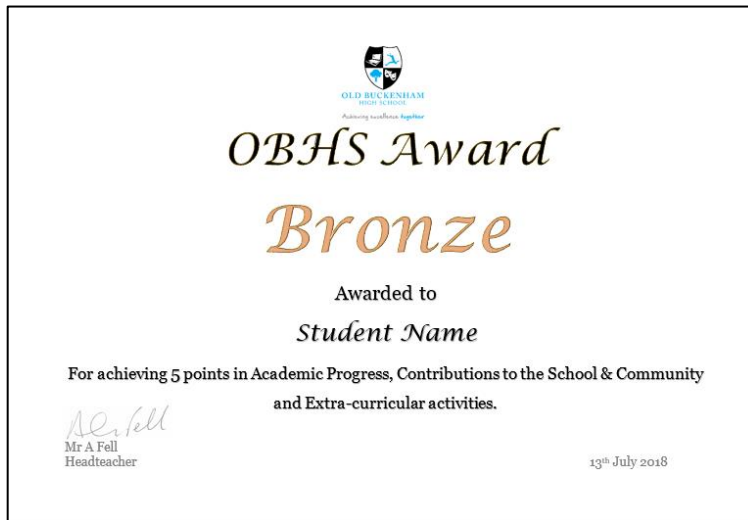 OLD BUCKENHAM
HIGH SCHOOL
Achieving excellence together
OBHS Award
Bronze
Awarded to
Student Name
For achieving 5 points in Academic Progress, Contributions to the School & Community
and Extra-curricular activities.
A Fell
Mr A Fell
Headteacher
13th July 2018